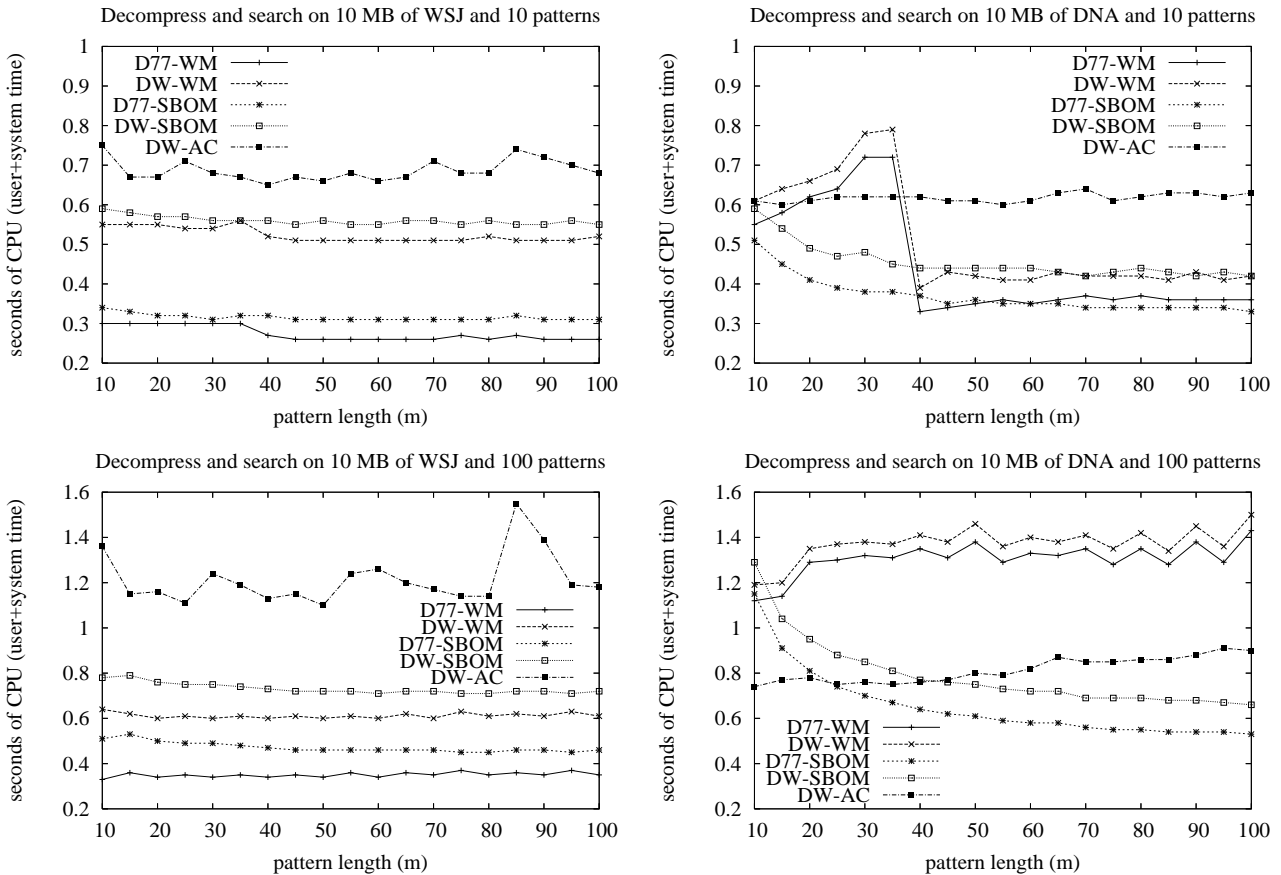 Decompress and search on 10 MB of WSJ and 10 patterns
seconds of CPU (user+system time)
1
0.9
0.8
0.7
0.6
0.5
0.4
0.3
0.2
D77-WM
DW-WM
D77-SBOM
DW-SBOM
DW-AC
10 20 30 40 50 60 70 80 90 100
pattern length (m)
Decompress and search on 10 MB of DNA and 10 patterns
seconds of CPU (user+system time)
1
0.9
0.8
0.7
0.6
0.5
0.4
0.3
0.2
D77-WM
DW-WM
D77-SBOM
DW-SBOM
DW-AC
10 20 30 40 50 60 70 80 90 100
pattern length (m)
Decompress and search on 10 MB of WSJ and 100 patterns
seconds of CPU (user+system time)
1.6
1.4
1.2
1
0.8
0.6
0.4
0.2
D77-WM
DW-WM
D77-SBOM
DW-SBOM
DW-AC
10 20 30 40 50 60 70 80 90 100
pattern length (m)
Decompress and search on 10 MB of DNA and 100 patterns
seconds of CPU (user+system time)
1.6
1.4
1.2
1
0.8
0.6
0.4
0.2
D77-WM
DW-WM
D77-SBOM
DW-SBOM
DW-AC
10 20 30 40 50 60 70 80 90 100
pattern length (m)